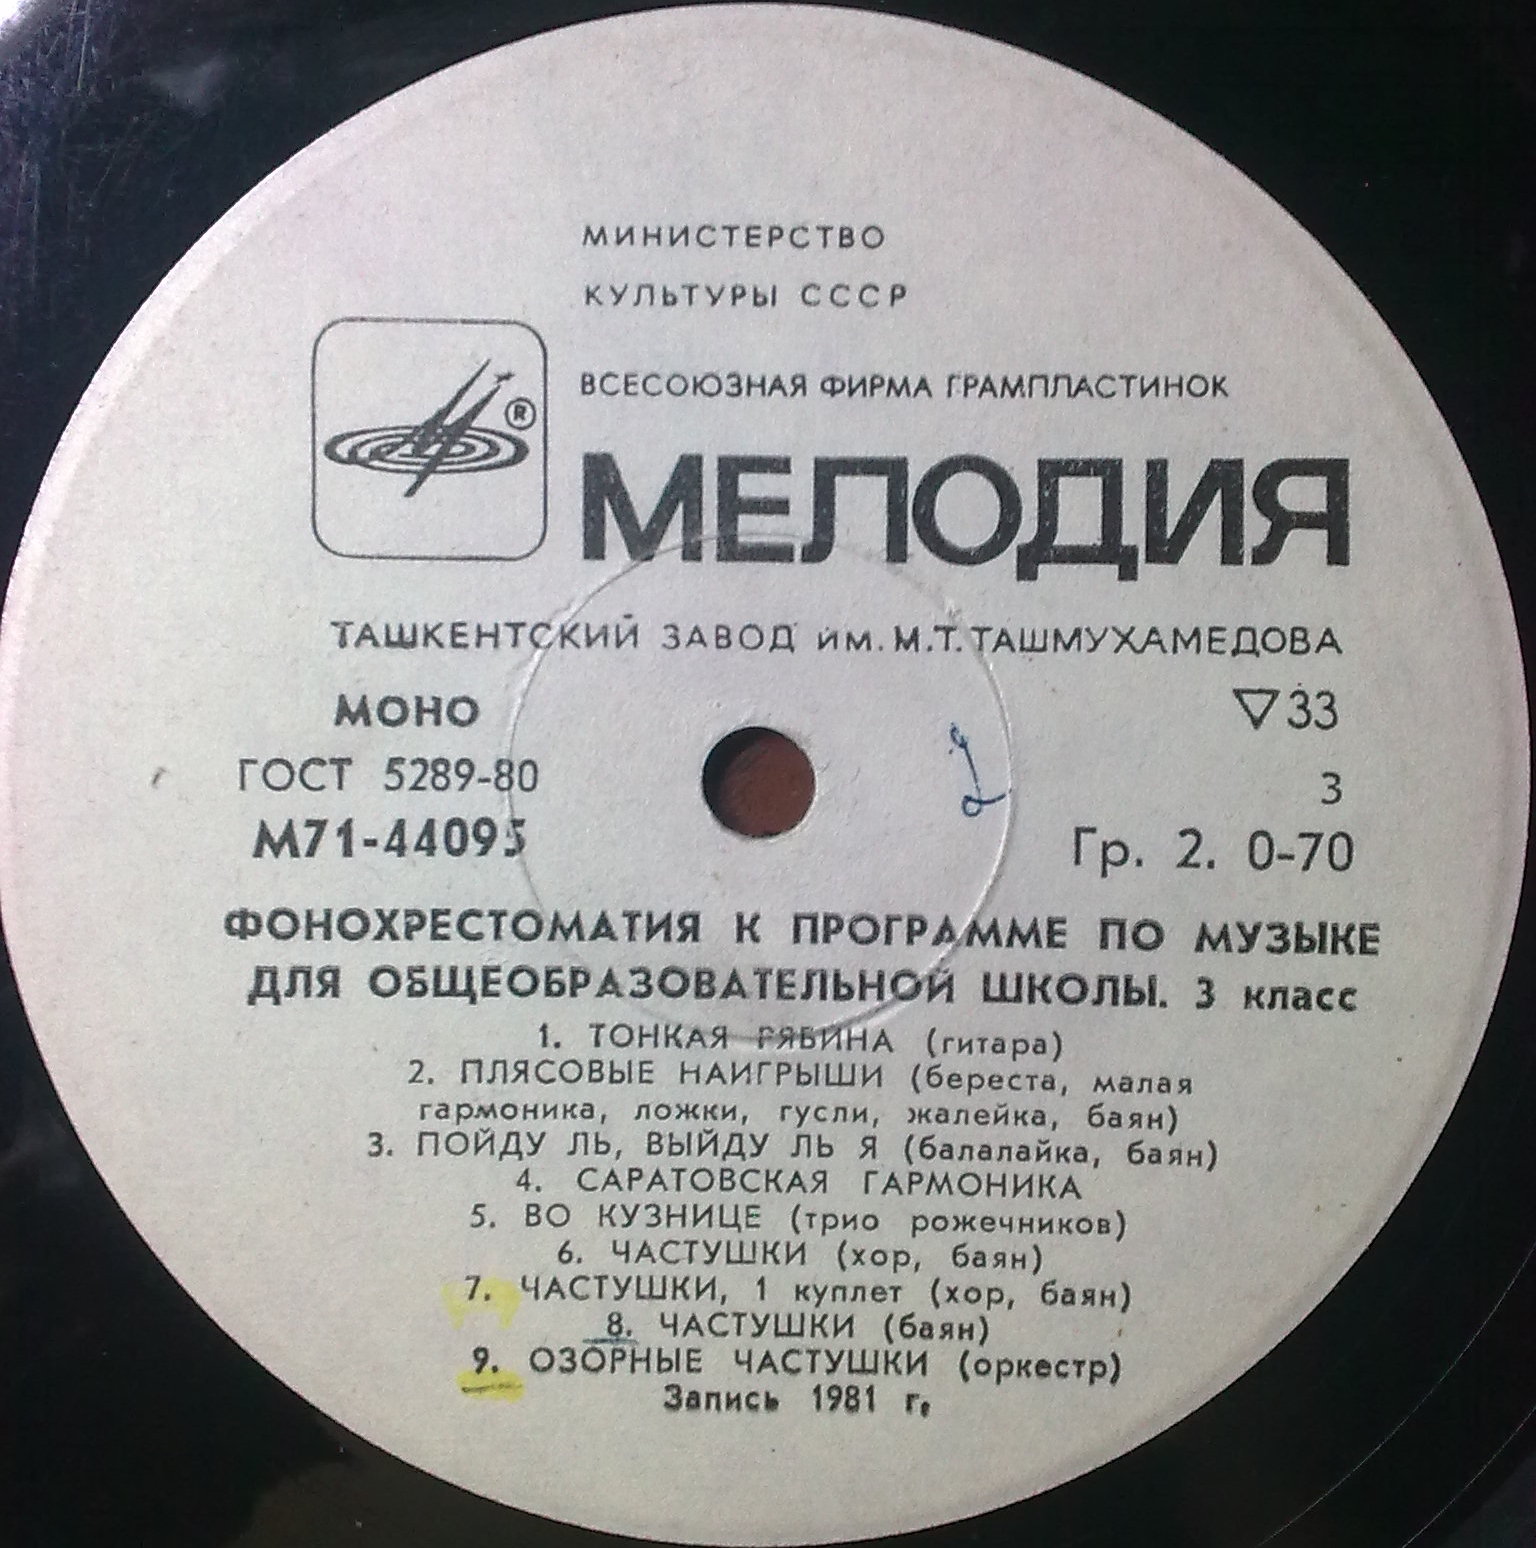 МИНИСТЕРСТВО
КУЛЬТУРЫ СССР
ВСЕСОЮЗНАЯ ФИРМА ГРАМПЛАСТИНОК
®
МЕЛОДИЯ
ТАШКЕНТСКИЙ ЗАВОД им. М.Т. ТАШМУХАМЕДОВА
МОНО ▽33
ГОСТ 5289-80 3
М71-44095 Гр. 2. 0-70
ФОНОХРЕСТОМАТИЯ К ПРОГРАММЕ ПО МУЗЫКЕ
ДЛЯ ОБЩЕОБРАЗОВАТЕЛЬНОЙ ШКОЛЫ. 3 класс
1. ТОНКАЯ РЯБИНА (гитара)
2. ПЛЯСОВЫЕ НАИГРЫШИ (береста, малая
гармоника, ложки, гусли, жалейка, баян)
3. ПОЙДУ ЛЬ, ВЫЙДУ ЛЬ Я (балалайка, баян)
4. САРАТОВСКАЯ ГАРМОНИКА
5. ВО КУЗНИЦЕ (трио рожечников)
6. ЧАСТУШКИ (хор, баян)
7. ЧАСТУШКИ, 1 куплет (хор, баян)
8. ЧАСТУШКИ (баян)
9. ОЗОРНЫЕ ЧАСТУШКИ (оркестр)
Запись 1981 г.